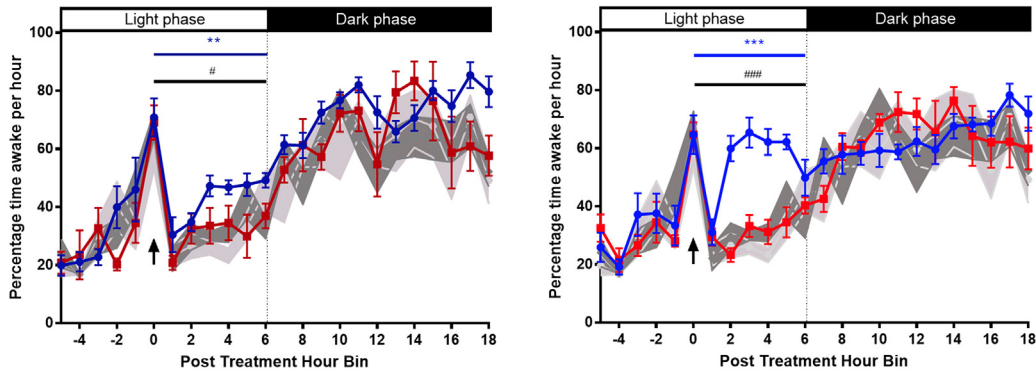 Light phase Dark phase
**
#
Percentage time awake per hour
100
80
60
40
20
0
-4 -2 0 2 4 6 8 10 12 14 16 18
Post Treatment Hour Bin
Light phase Dark phase
***
###
Percentage time awake per hour
100
80
60
40
20
0
-4 -2 0 2 4 6 8 10 12 14 16 18
Post Treatment Hour Bin